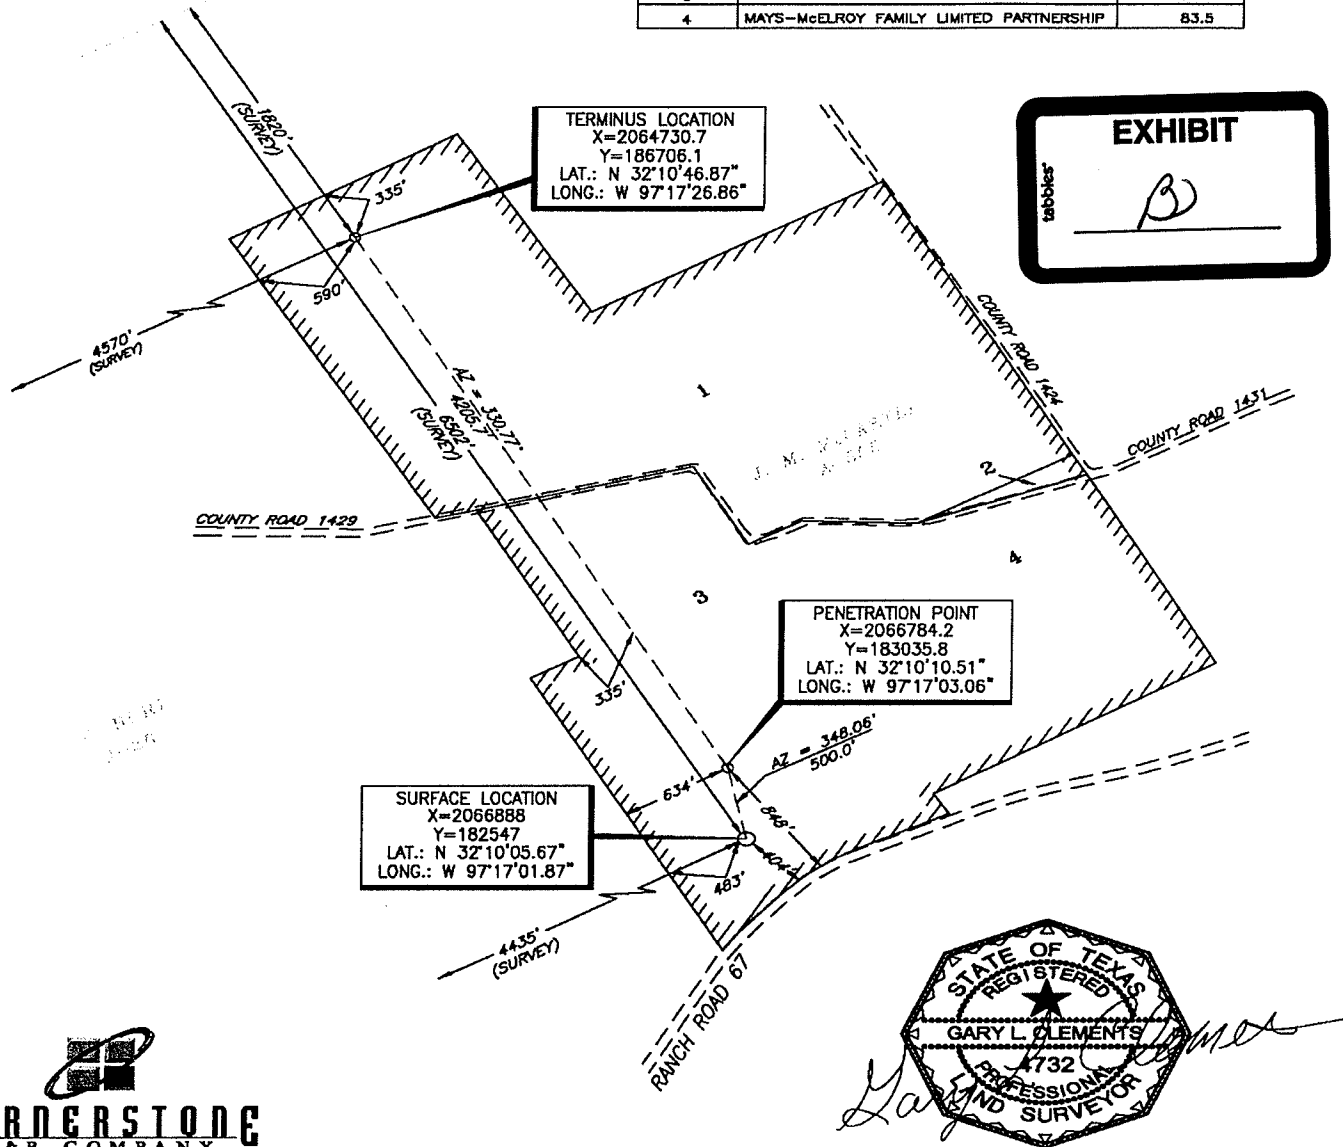 4 MAYS-McELROY FAMILY LIMITED PARTNERSHIP 83.5
EXHIBIT
tabbies'
B
1820'
(SURVEY)
TERMINUS LOCATION
X=2064730.7
Y=186706.1
LAT.: N 32°10'46.87"
LONG.: W 97°17'26.86"
335'
590'
4570'
(SURVEY)
AZ = 330.77°
4205.7'
6502'
(SURVEY)
1
COUNTY ROAD 1424
COUNTY ROAD 1431
2
COUNTY ROAD 1429
3
4
335'
PENETRATION POINT
X=2066784.2
Y=183035.8
LAT.: N 32°10'10.51"
LONG.: W 97°17'03.06"
AZ = 348.06°
500.0'
634'
848'
SURFACE LOCATION
X=2066888
Y=182547
LAT.: N 32°10'05.67"
LONG.: W 97°17'01.87"
404'
483'
4435'
(SURVEY)
RANCH ROAD 67
STATE OF TEXAS
REGISTERED
GARY L. CLEMENTS
4732
PROFESSIONAL
LAND SURVEYOR
Gary L Clements
RNERSTONE
COMPANY